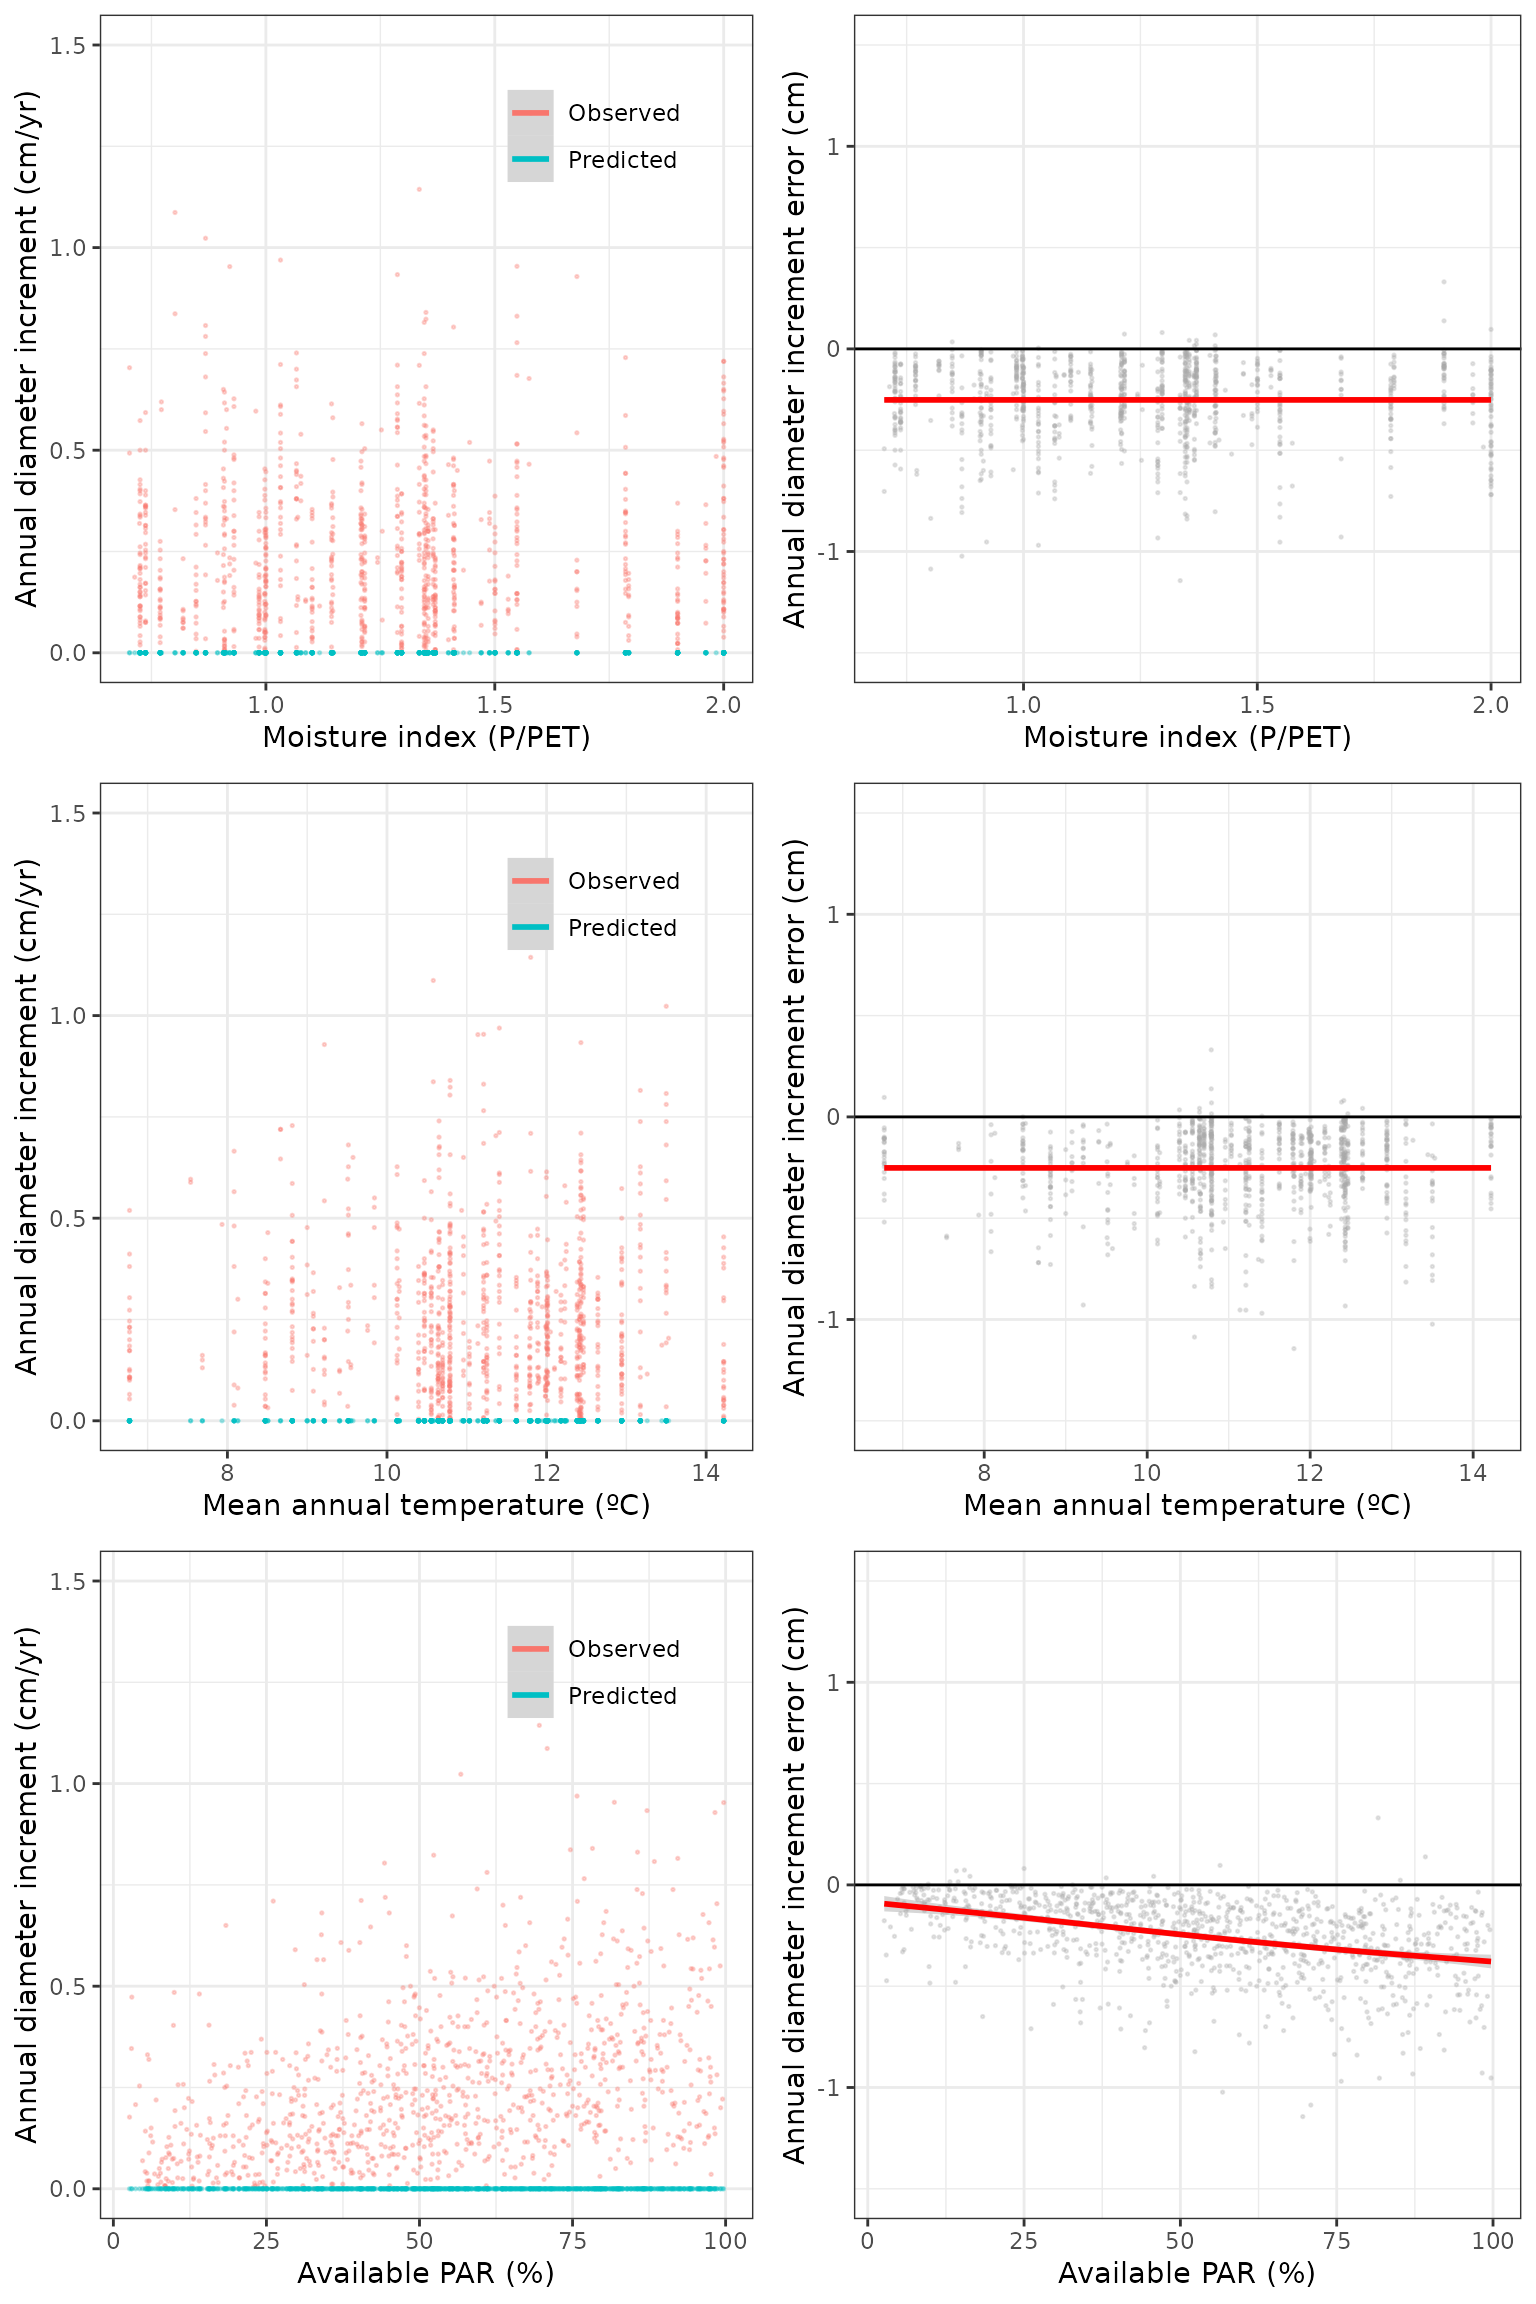 Annual diameter increment (cm/yr)
1.5
1.0
0.5
0.0
Observed
Predicted
1.0 1.5 2.0
Moisture index (P/PET)
Annual diameter increment error (cm)
1
0
-1
1.0 1.5 2.0
Moisture index (P/PET)
Annual diameter increment (cm/yr)
1.5
1.0
0.5
0.0
Observed
Predicted
8 10 12 14
Mean annual temperature (ºC)
Annual diameter increment error (cm)
1
0
-1
8 10 12 14
Mean annual temperature (ºC)
Annual diameter increment (cm/yr)
1.5
1.0
0.5
0.0
Observed
Predicted
0 25 50 75 100
Available PAR (%)
Annual diameter increment error (cm)
1
0
-1
0 25 50 75 100
Available PAR (%)